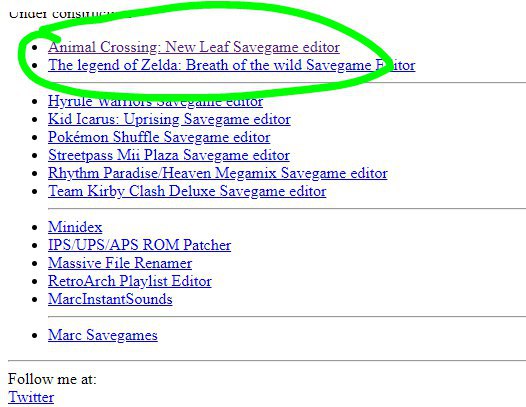 Under construction
Animal Crossing: New Leaf Savegame editor
The legend of Zelda: Breath of the wild Savegame Editor
Hyrule Warriors Savegame editor
Kid Icarus: Uprising Savegame editor
Pokémon Shuffle Savegame editor
Streetpass Mii Plaza Savegame editor
Rhythm Paradise/Heaven Megamix Savegame editor
Team Kirby Clash Deluxe Savegame editor
Minidex
IPS/UPS/APS ROM Patcher
Massive File Renamer
RetroArch Playlist Editor
MarcInstantSounds
Marc Savegames
Follow me at:
Twitter